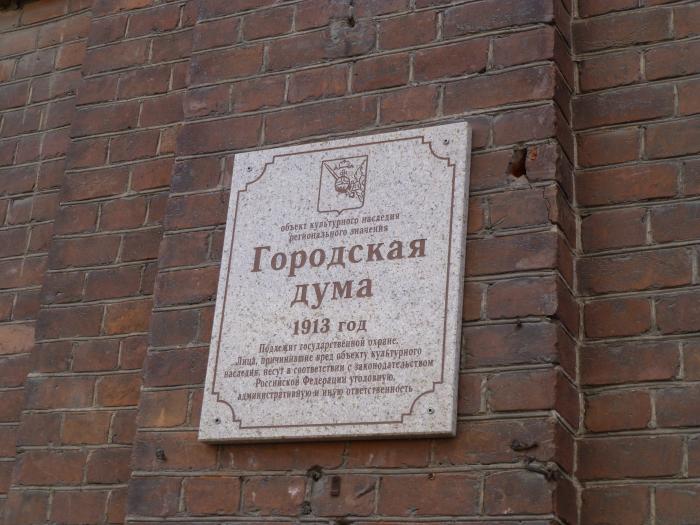 объект культурного наследия
регионального значения
Городская
дума
1913 год
Подлежит государственной охране.
Лица, причинившие вред объекту культурного
наследия, несут в соответствии с законодательством
Российской Федерации уголовную,
административную и иную ответственность